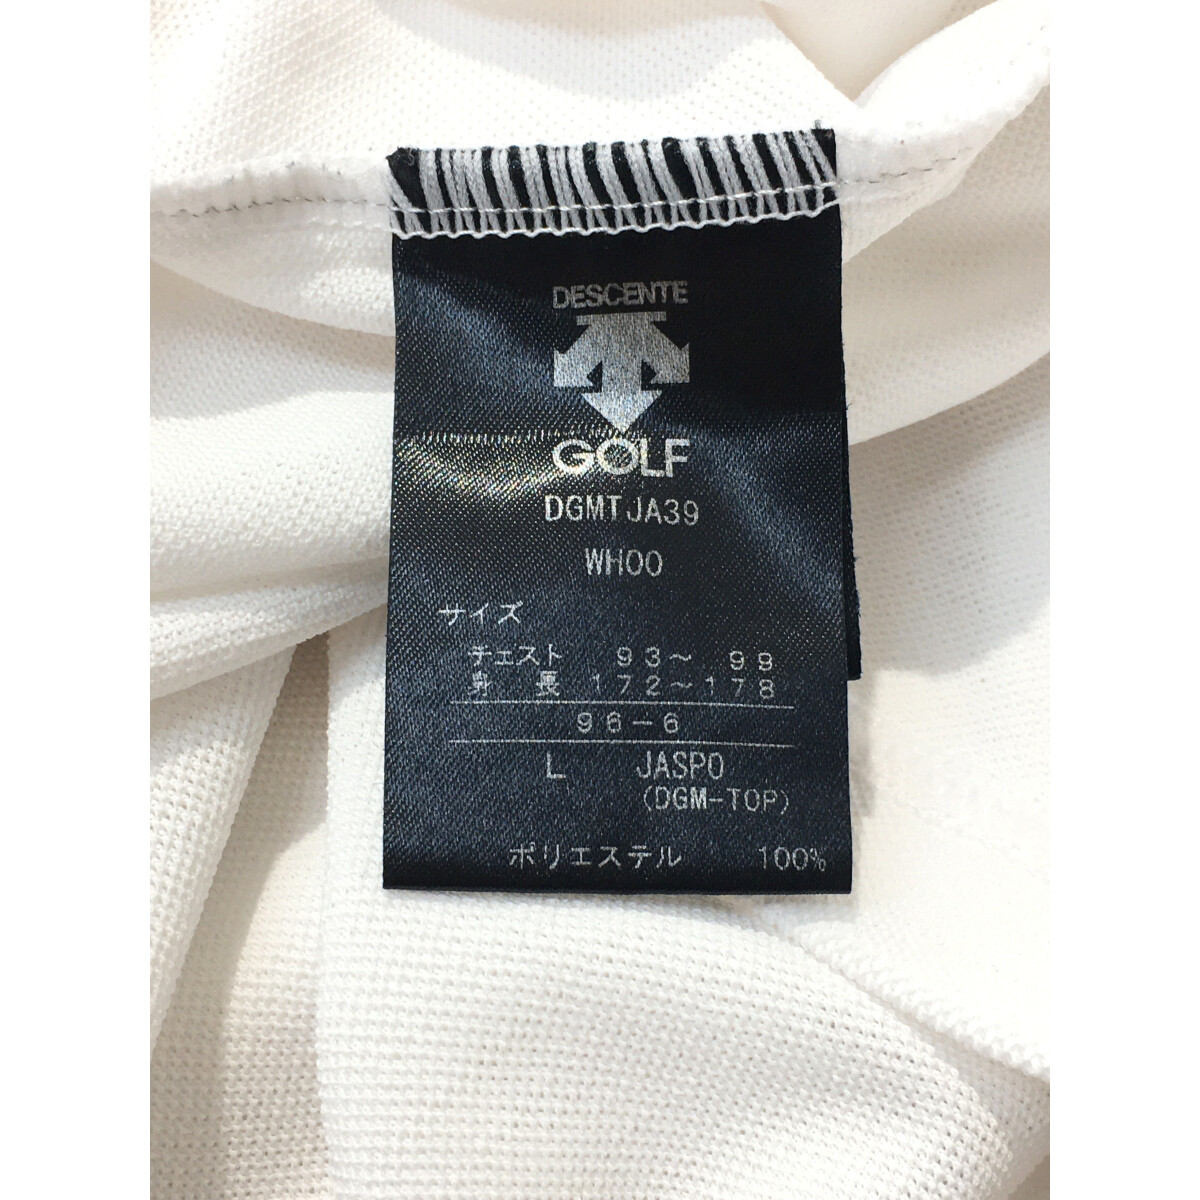 DESCENTE
GOLF
DGMTJA39
WH00
サイズ
チェスト 93～ 99
身 長 172～178
96-6
L JASPO
(DGM-TOP)
ポリエステル 100%